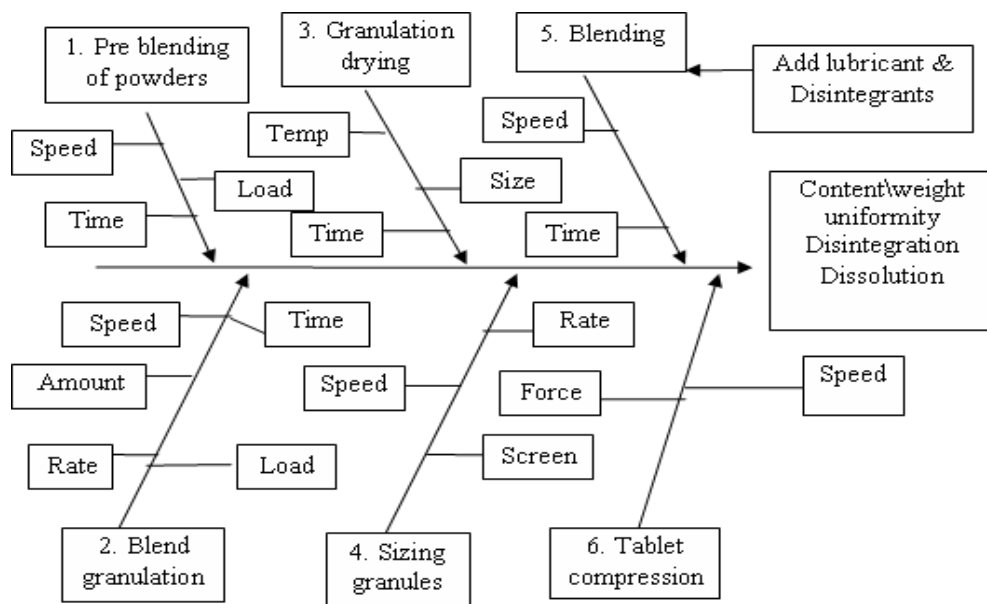 1. Pre blending
of powders
3. Granulation
drying
5. Blending
Add lubricant &
Disintegrants
Speed
Load
Time
Temp
Size
Time
Speed
Time
Content\weight
uniformity
Disintegration
Dissolution
Speed
Time
Amount
Rate
Load
2. Blend
granulation
Rate
Speed
Screen
4. Sizing
granules
Force
Speed
6. Tablet
compression